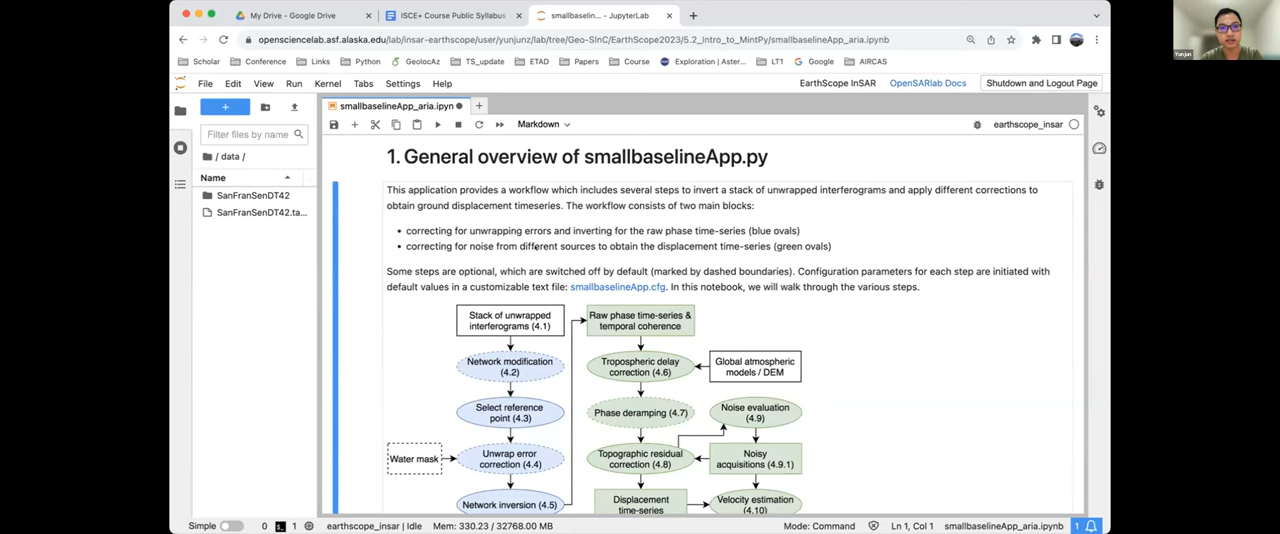 My Drive - Google Drive
ISCE+ Course Public Syllabus
smallbaselin... - JupyterLab
opensciencelab.asf.alaska.edu/lab/insar-earthscope/user/yunjunz/lab/tree/Geo-SInC/EarthScope2023/5.2_Intro_to_MintPy/smallbaselineApp_aria.ipynb
Scholar
Conference
Links
Python
GeolocAz
TS_update
ETAD
Papers
Course
Exploration | Aster...
LT1
Google
AIRCAS
Yunjun
File
Edit
View
Run
Kernel
Tabs
Settings
Help
EarthScope InSAR
OpenSARlab Docs
Shutdown and Logout Page
Filter files by name
/ data /
Name
SanFranSenDT42
SanFranSenDT42.ta...
smallbaselineApp_aria.ipyn
Markdown
earthscope_insar
1. General overview of smallbaselineApp.py
This application provides a workflow which includes several steps to invert a stack of unwrapped interferograms and apply different corrections to
obtain ground displacement timeseries. The workflow consists of two main blocks:
• correcting for unwrapping errors and inverting for the raw phase time-series (blue ovals)
• correcting for noise from different sources to obtain the displacement time-series (green ovals)
Some steps are optional, which are switched off by default (marked by dashed boundaries). Configuration parameters for each step are initiated with
default values in a customizable text file: smallbaselineApp.cfg. In this notebook, we will walk through the various steps.
Stack of unwrapped
interferograms (4.1)
Network modification
(4.2)
Select reference
point (4.3)
Water mask
Unwrap error
correction (4.4)
Network inversion (4.5)
Raw phase time-series &
temporal coherence
Tropospheric delay
correction (4.6)
Global atmospheric
models / DEM
Phase deramping (4.7)
Noise evaluation
(4.9)
Topographic residual
correction (4.8)
Noisy
acquisitions (4.9.1)
Displacement
time-series
Velocity estimation
(4.10)
Simple
0
1
earthscope_insar | Idle
Mem: 330.23 / 32768.00 MB
Mode: Command
Ln 1, Col 1
smallbaselineApp_aria.ipynb
1